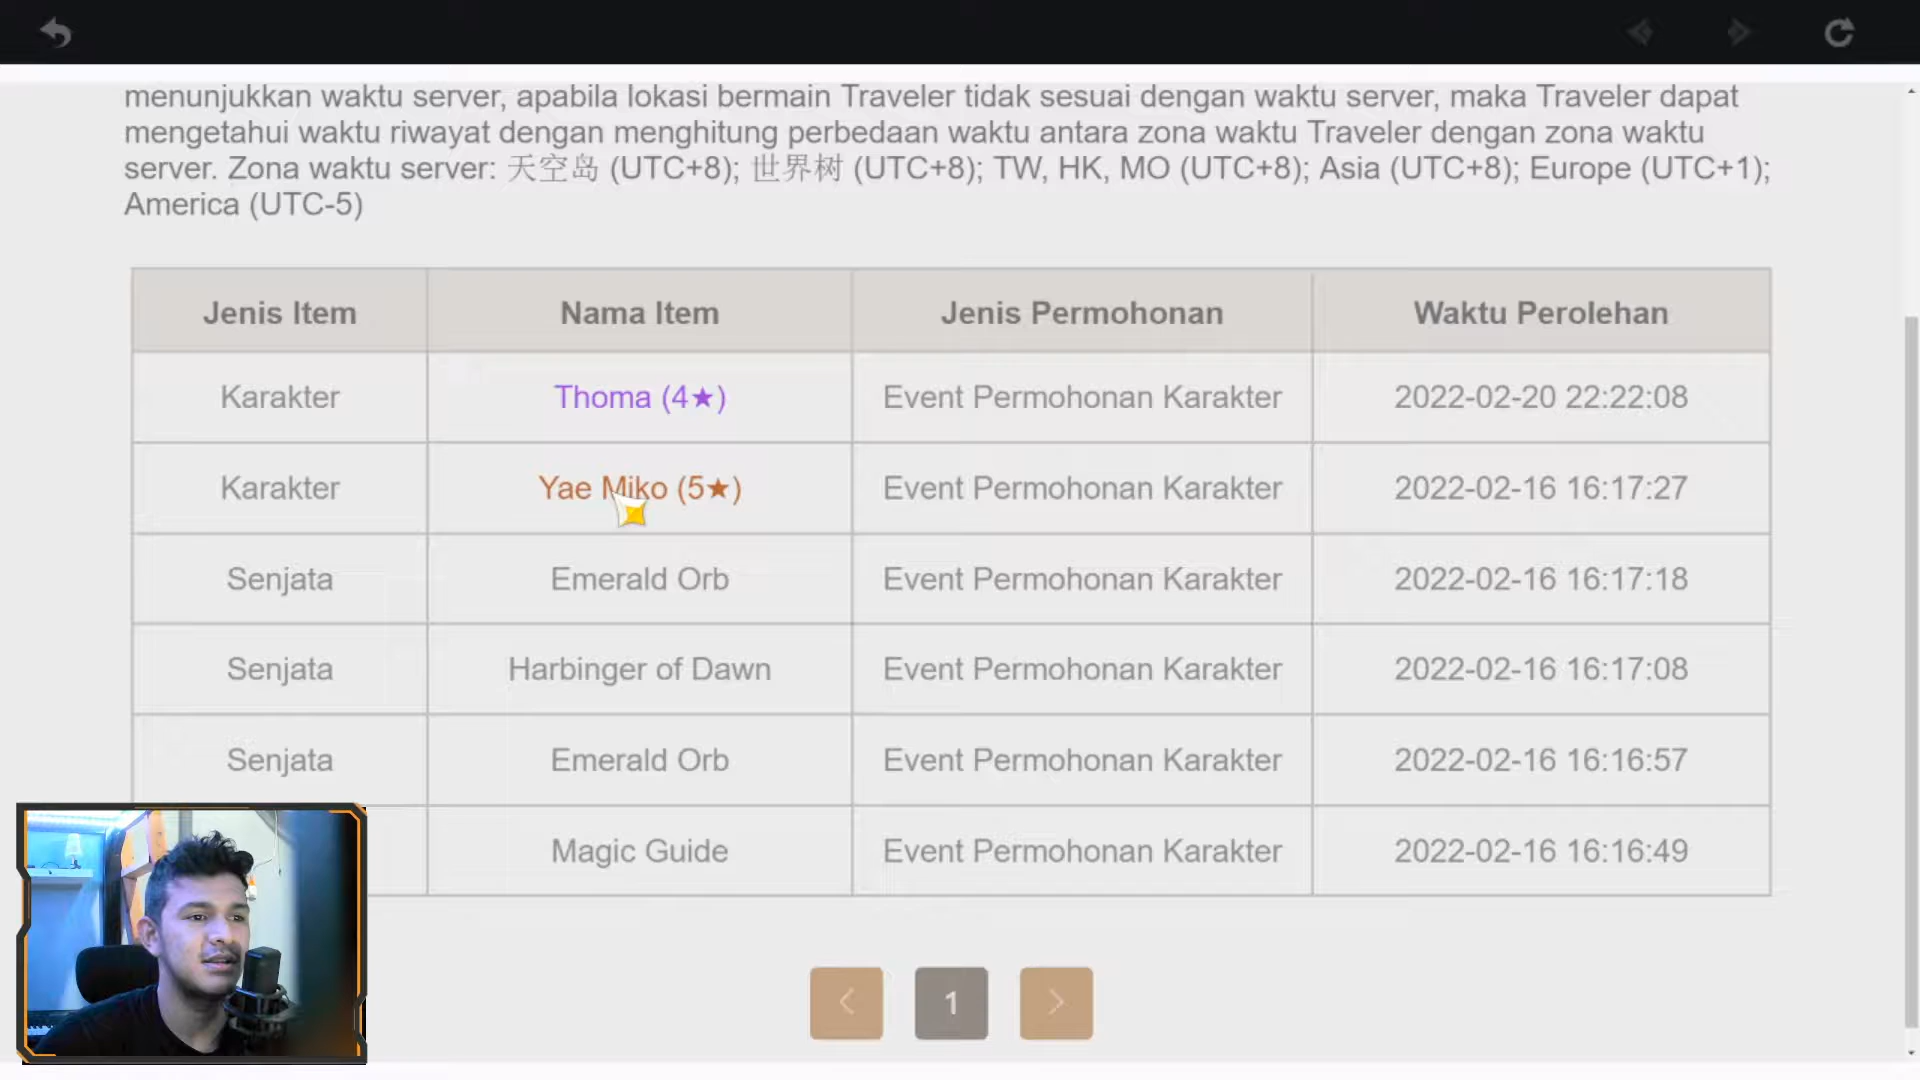 menunjukkan waktu server, apabila lokasi bermain Traveler tidak sesuai dengan waktu server, maka Traveler dapat
mengetahui waktu riwayat dengan menghitung perbedaan waktu antara zona waktu Traveler dengan zona waktu
server. Zona waktu server: 天空岛 (UTC+8); 世界树 (UTC+8); TW, HK, MO (UTC+8); Asia (UTC+8); Europe (UTC+1);
America (UTC-5)
Jenis Item Nama Item Jenis Permohonan Waktu Perolehan
Karakter Thoma (4★) Event Permohonan Karakter 2022-02-20 22:22:08
Karakter Yae Miko (5★) Event Permohonan Karakter 2022-02-16 16:17:27
Senjata Emerald Orb Event Permohonan Karakter 2022-02-16 16:17:18
Senjata Harbinger of Dawn Event Permohonan Karakter 2022-02-16 16:17:08
Senjata Emerald Orb Event Permohonan Karakter 2022-02-16 16:16:57
Magic Guide Event Permohonan Karakter 2022-02-16 16:16:49
1